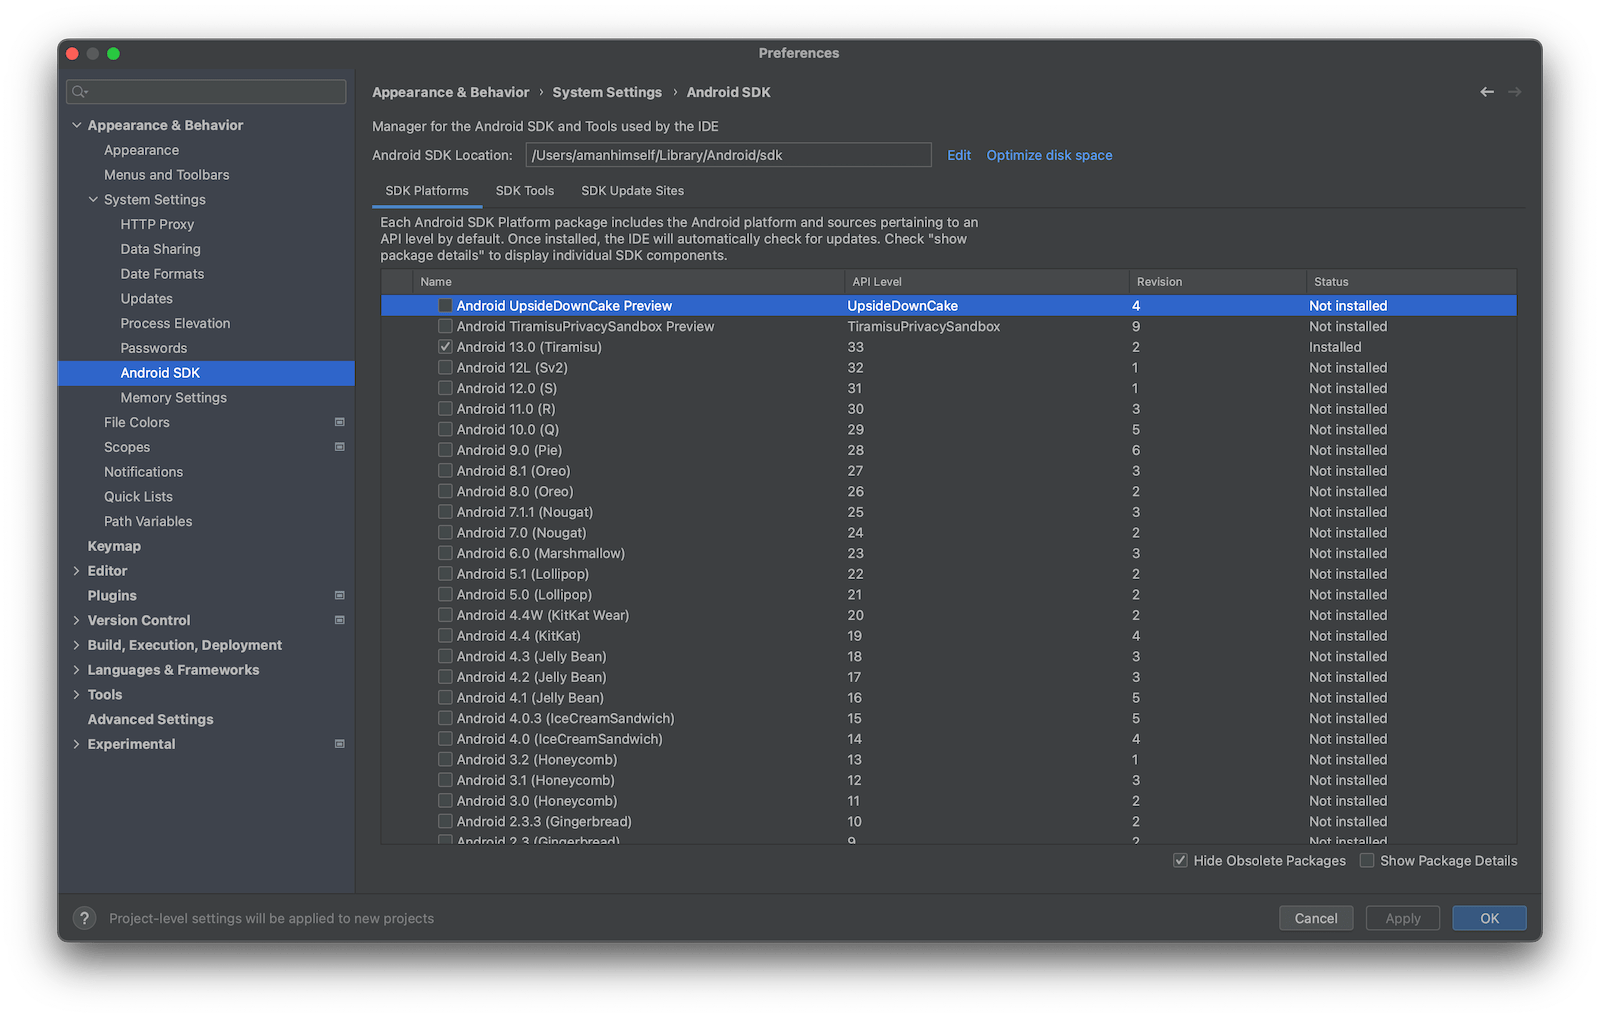 Preferences
Appearance & Behavior › System Settings › Android SDK
Appearance & Behavior
Appearance
Menus and Toolbars
System Settings
HTTP Proxy
Data Sharing
Date Formats
Updates
Process Elevation
Passwords
Android SDK
Memory Settings
File Colors
Scopes
Notifications
Quick Lists
Path Variables
Keymap
Editor
Plugins
Version Control
Build, Execution, Deployment
Languages & Frameworks
Tools
Advanced Settings
Experimental
Manager for the Android SDK and Tools used by the IDE
Android SDK Location: /Users/amanhimself/Library/Android/sdk Edit Optimize disk space
SDK Platforms SDK Tools SDK Update Sites
Each Android SDK Platform package includes the Android platform and sources pertaining to an
API level by default. Once installed, the IDE will automatically check for updates. Check "show
package details" to display individual SDK components.
Name API Level Revision Status
Android UpsideDownCake Preview UpsideDownCake 4 Not installed
Android TiramisuPrivacySandbox Preview TiramisuPrivacySandbox 9 Not installed
Android 13.0 (Tiramisu) 33 2 Installed
Android 12L (Sv2) 32 1 Not installed
Android 12.0 (S) 31 1 Not installed
Android 11.0 (R) 30 3 Not installed
Android 10.0 (Q) 29 5 Not installed
Android 9.0 (Pie) 28 6 Not installed
Android 8.1 (Oreo) 27 3 Not installed
Android 8.0 (Oreo) 26 2 Not installed
Android 7.1.1 (Nougat) 25 3 Not installed
Android 7.0 (Nougat) 24 2 Not installed
Android 6.0 (Marshmallow) 23 3 Not installed
Android 5.1 (Lollipop) 22 2 Not installed
Android 5.0 (Lollipop) 21 2 Not installed
Android 4.4W (KitKat Wear) 20 2 Not installed
Android 4.4 (KitKat) 19 4 Not installed
Android 4.3 (Jelly Bean) 18 3 Not installed
Android 4.2 (Jelly Bean) 17 3 Not installed
Android 4.1 (Jelly Bean) 16 5 Not installed
Android 4.0.3 (IceCreamSandwich) 15 5 Not installed
Android 4.0 (IceCreamSandwich) 14 4 Not installed
Android 3.2 (Honeycomb) 13 1 Not installed
Android 3.1 (Honeycomb) 12 3 Not installed
Android 3.0 (Honeycomb) 11 2 Not installed
Android 2.3.3 (Gingerbread) 10 2 Not installed
Android 2.3 (Gingerbread) 9 2 Not installed
Hide Obsolete Packages Show Package Details
? Project-level settings will be applied to new projects
Cancel Apply OK